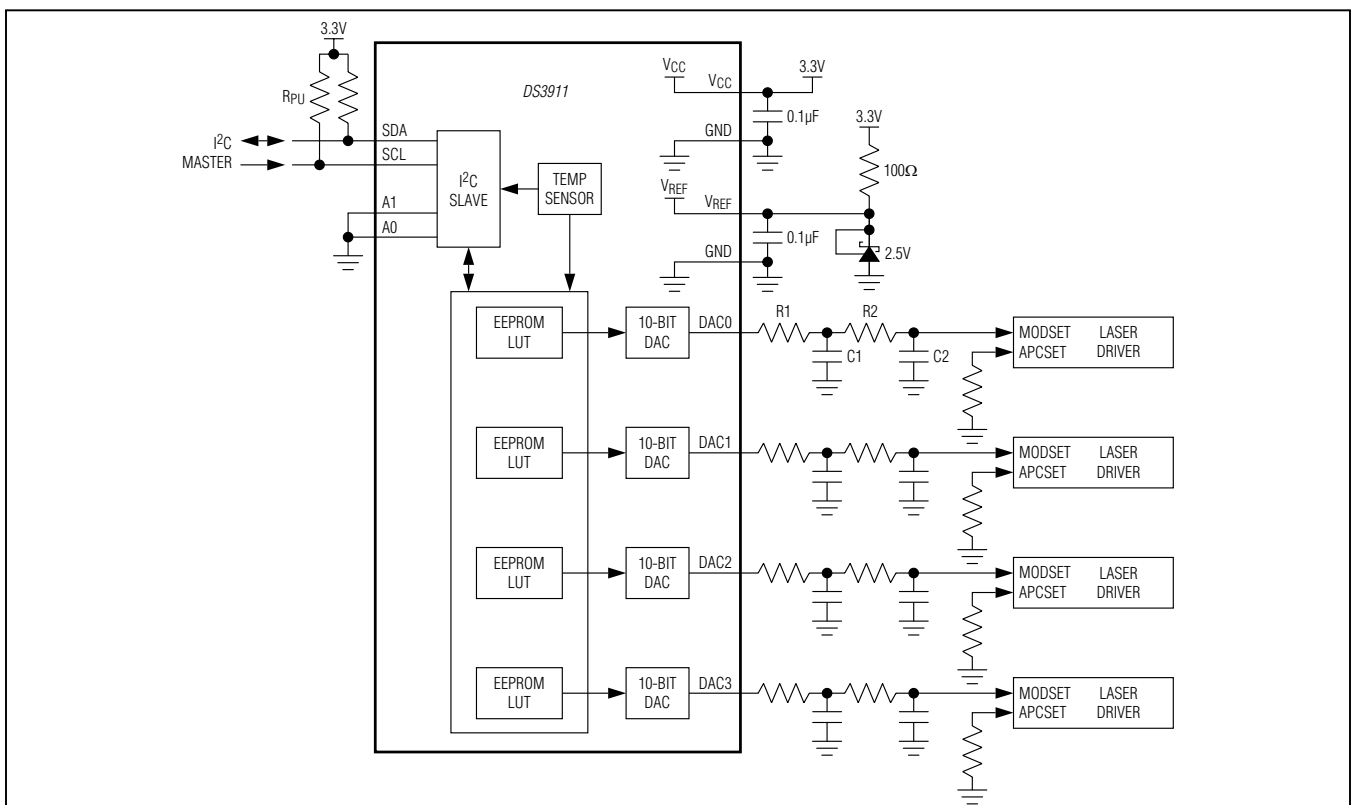 3.3V
RPU
I2C
MASTER
SDA
SCL
A1
A0
DS3911
I2C
SLAVE
TEMP
SENSOR
VCC
VCC
3.3V
0.1µF
GND
3.3V
100Ω
VREF
VREF
0.1µF
2.5V
GND
EEPROM
LUT
10-BIT
DAC
DAC0
R1
R2
C1
C2
MODSET LASER
APCSET DRIVER
EEPROM
LUT
10-BIT
DAC
DAC1
MODSET LASER
APCSET DRIVER
EEPROM
LUT
10-BIT
DAC
DAC2
MODSET LASER
APCSET DRIVER
EEPROM
LUT
10-BIT
DAC
DAC3
MODSET LASER
APCSET DRIVER